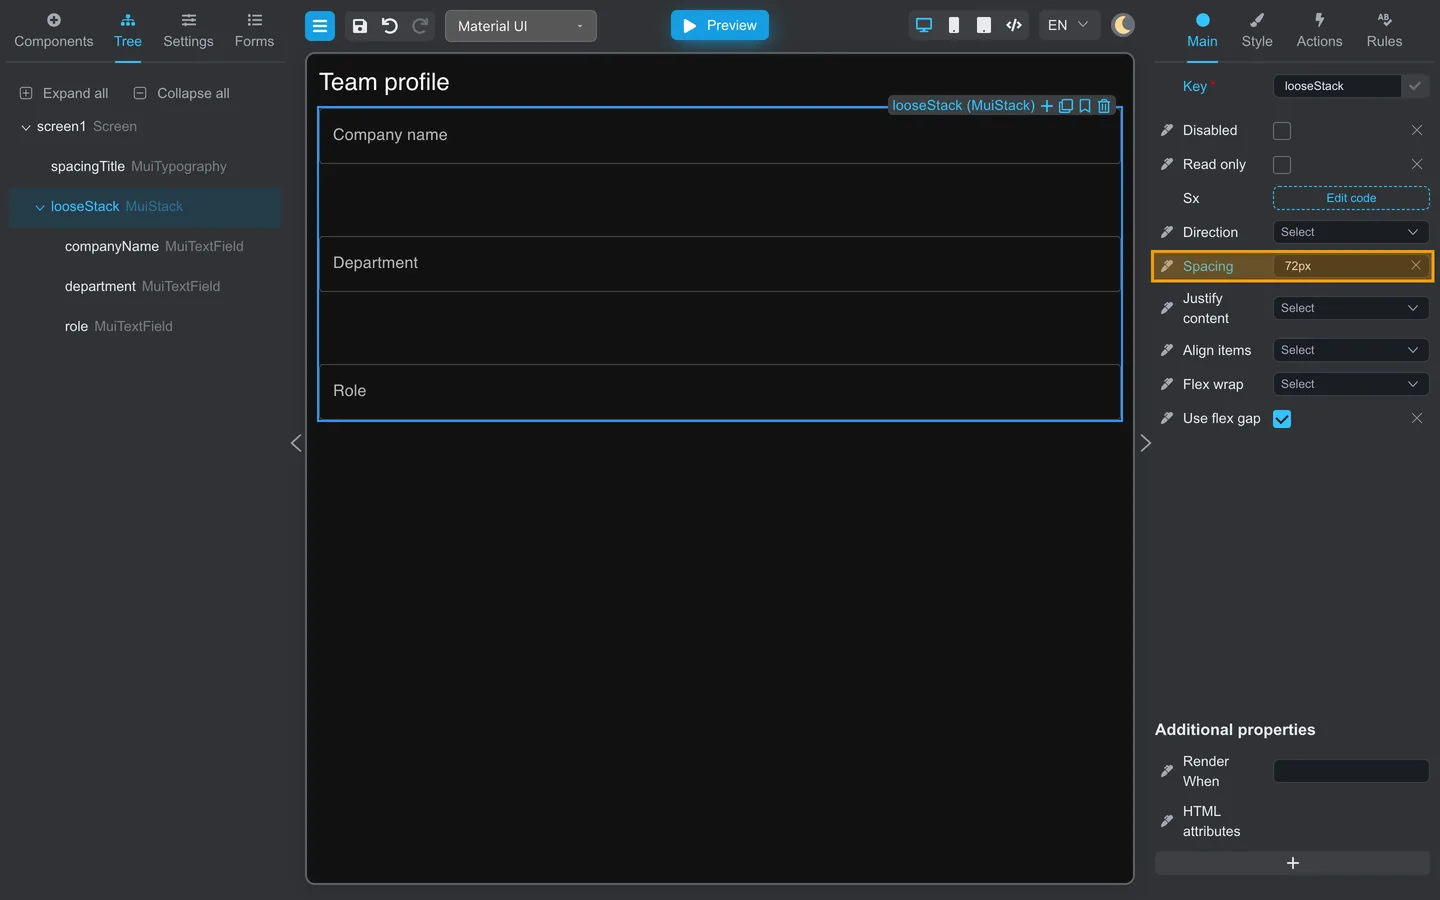 Components
Tree
Settings
Forms
Material UI
Preview
EN
Main
Style
Actions
Rules
Expand all
Collapse all
screen1 Screen
spacingTitle MuiTypography
looseStack MuiStack
companyName MuiTextField
department MuiTextField
role MuiTextField
Team profile
looseStack (MuiStack)
Company name
Department
Role
Key *
looseStack
Disabled
Read only
Sx
Edit code
Direction
Select
Spacing
72px
Justify
content
Select
Align items
Select
Flex wrap
Select
Use flex gap
Additional properties
Render
When
HTML
attributes